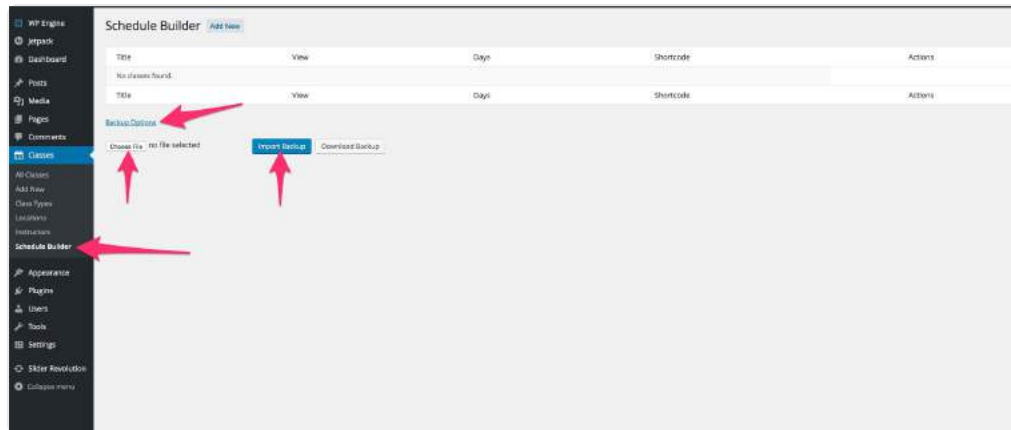 WP Engine
Jetpack
Dashboard
Posts
Media
Pages
Comments
Classes
All Classes
Add New
Class Types
Locations
Instructors
Schedule Builder
Appearance
Plugins
Users
Tools
Settings
Slider Revolution
Collapse menu
Schedule Builder Add New
Title View Days Shortcode Actions
No classes found.
Title View Days Shortcode Actions
Backup Options
Choose File no file selected Import Backup Download Backup